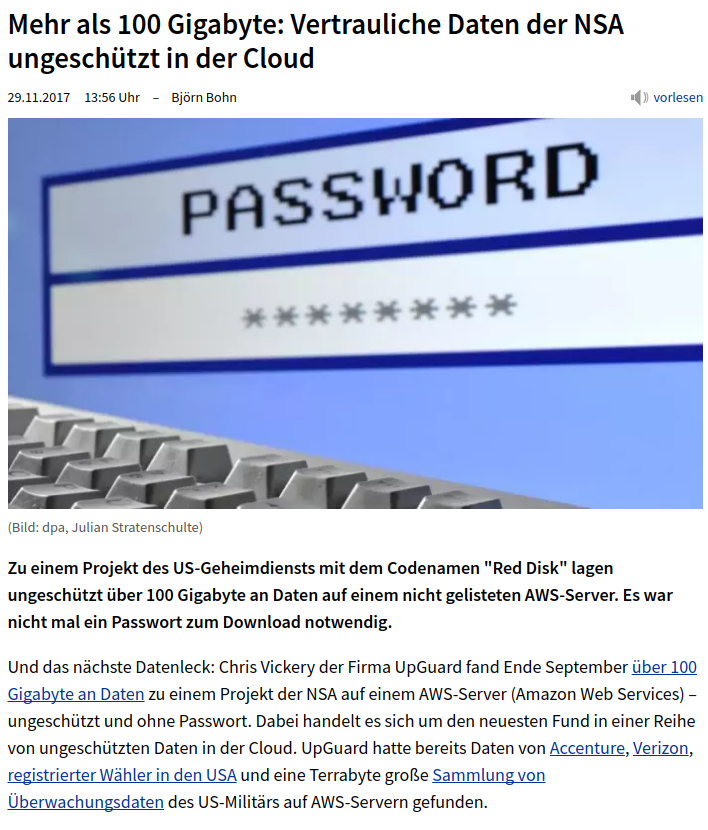 Mehr als 100 Gigabyte: Vertrauliche Daten der NSA
ungeschützt in der Cloud
29.11.2017 13:56 Uhr – Björn Bohn
vorlesen
PASSWORD
********
(Bild: dpa, Julian Stratenschulte)
Zu einem Projekt des US-Geheimdiensts mit dem Codenamen "Red Disk" lagen
ungeschützt über 100 Gigabyte an Daten auf einem nicht gelisteten AWS-Server. Es war
nicht mal ein Passwort zum Download notwendig.
Und das nächste Datenleck: Chris Vickery der Firma UpGuard fand Ende September über 100
Gigabyte an Daten zu einem Projekt der NSA auf einem AWS-Server (Amazon Web Services) –
ungeschützt und ohne Passwort. Dabei handelt es sich um den neuesten Fund in einer Reihe
von ungeschützten Daten in der Cloud. UpGuard hatte bereits Daten von Accenture, Verizon,
registrierter Wähler in den USA und eine Terrabyte große Sammlung von
Überwachungsdaten des US-Militärs auf AWS-Servern gefunden.